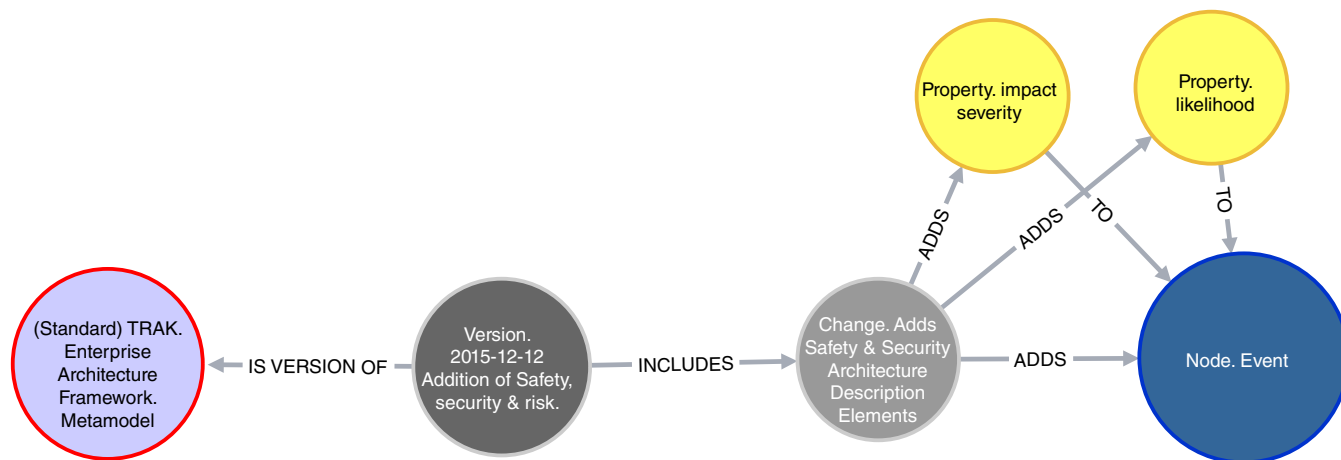 Property. impact
severity
Property.
likelihood
ADDS
TO
ADDS
TO
(Standard) TRAK.
Enterprise
Architecture
Framework.
Metamodel
IS VERSION OF
Version.
2015-12-12
Addition of Safety,
security & risk.
INCLUDES
Change. Adds
Safety & Security
Architecture
Description
Elements
ADDS
Node. Event